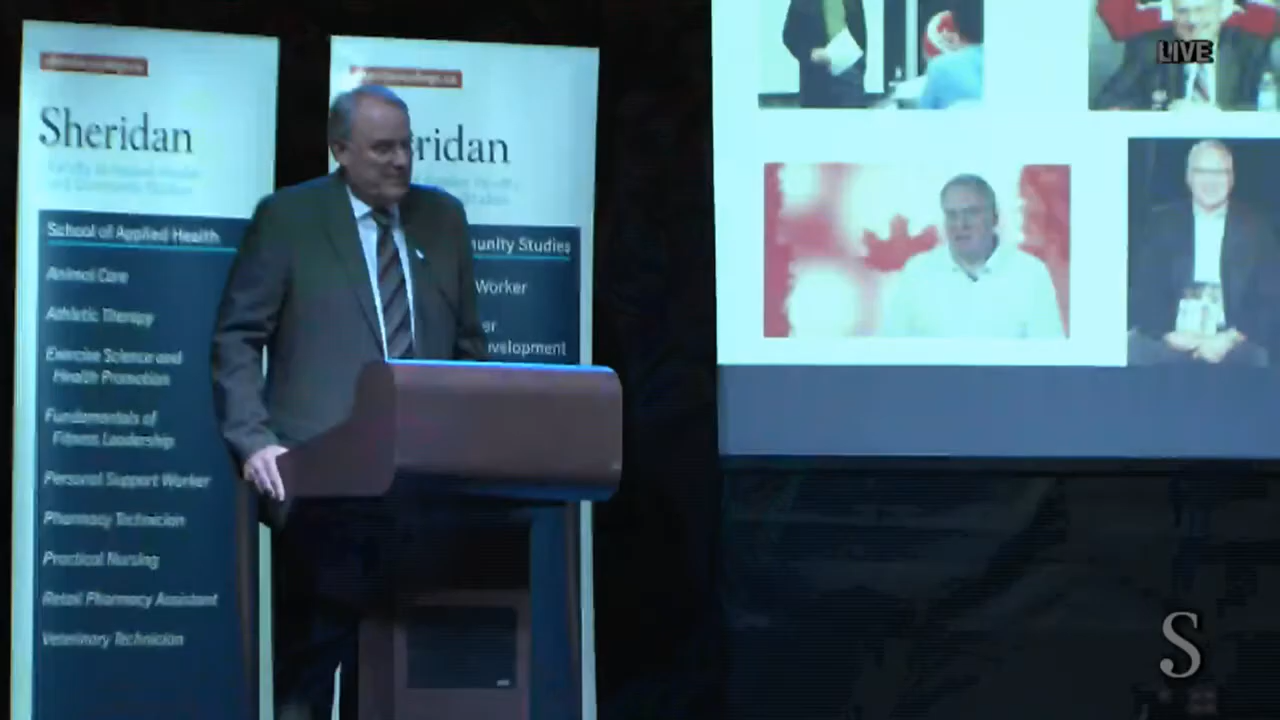 Sheridan
School of Applied Health
Animal Care
Athletic Therapy
Exercise Science and
Health Promotion
Fundamentals of
Fitness Leadership
Personal Support Worker
Pharmacy Technician
Practical Nursing
Retail Pharmacy Assistant
Veterinary Technician
ridan
unity Studies
Worker
er
velopment
LIVE
S